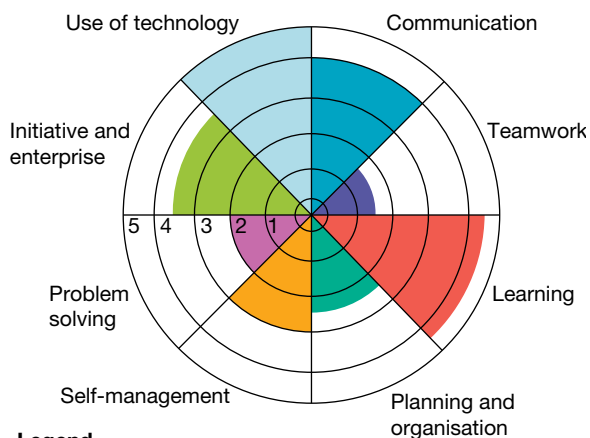 Use of technology
Communication
Initiative and
enterprise
Teamwork
5 4 3 2 1
Problem
solving
Learning
Self-management
Planning and
organisation
Legend